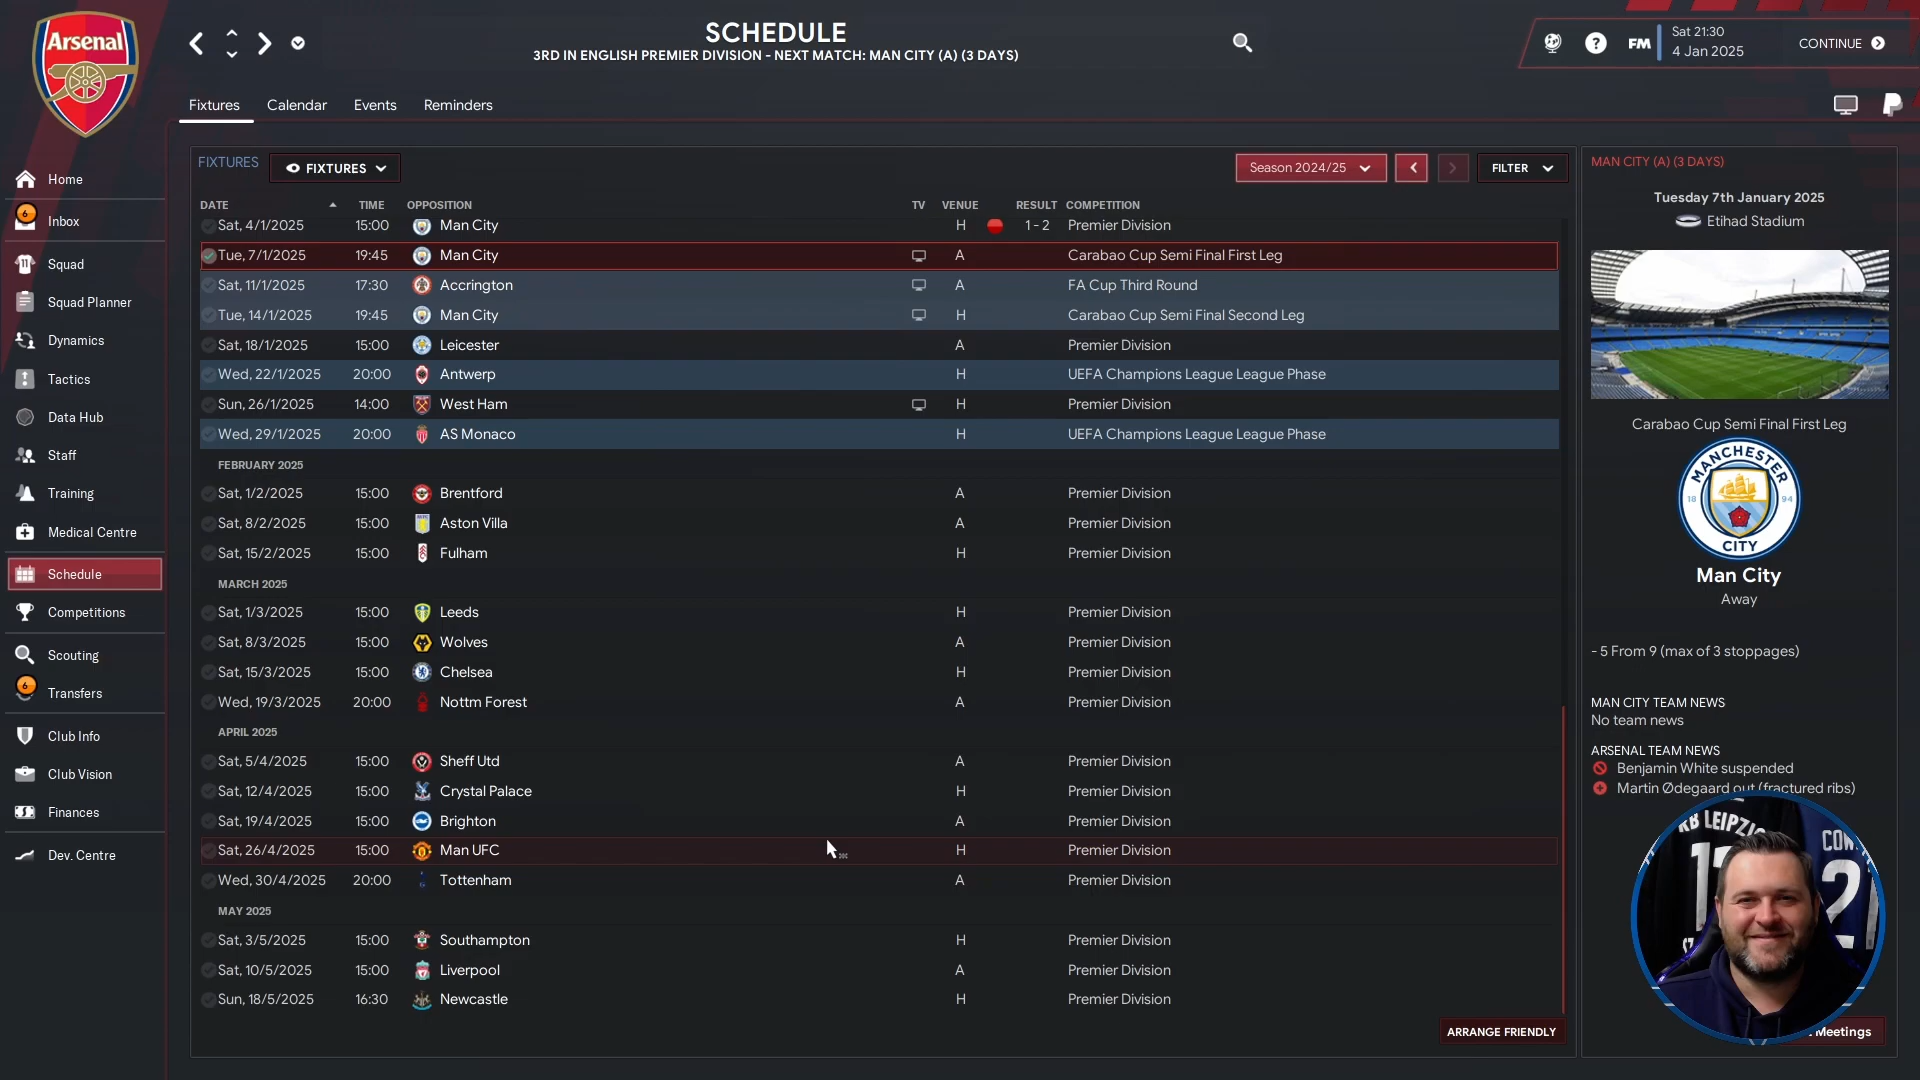 Arsenal
SCHEDULE
3RD IN ENGLISH PREMIER DIVISION - NEXT MATCH: MAN CITY (A) (3 DAYS)
FM
Sat 21:30
4 Jan 2025
CONTINUE
Fixtures Calendar Events Reminders
Home
6
Inbox
Squad
Squad Planner
Dynamics
Tactics
Data Hub
Staff
Training
Medical Centre
Schedule
Competitions
Scouting
6
Transfers
Club Info
Club Vision
Finances
Dev. Centre
FIXTURES FIXTURES Season 2024/25 FILTER
DATE TIME OPPOSITION TV VENUE RESULT COMPETITION
Sat, 4/1/2025 15:00 Man City H 1 - 2 Premier Division
Tue, 7/1/2025 19:45 Man City A Carabao Cup Semi Final First Leg
Sat, 11/1/2025 17:30 Accrington A FA Cup Third Round
Tue, 14/1/2025 19:45 Man City H Carabao Cup Semi Final Second Leg
Sat, 18/1/2025 15:00 Leicester A Premier Division
Wed, 22/1/2025 20:00 Antwerp H UEFA Champions League League Phase
Sun, 26/1/2025 14:00 West Ham H Premier Division
Wed, 29/1/2025 20:00 AS Monaco H UEFA Champions League League Phase
FEBRUARY 2025
Sat, 1/2/2025 15:00 Brentford A Premier Division
Sat, 8/2/2025 15:00 Aston Villa A Premier Division
Sat, 15/2/2025 15:00 Fulham H Premier Division
MARCH 2025
Sat, 1/3/2025 15:00 Leeds H Premier Division
Sat, 8/3/2025 15:00 Wolves A Premier Division
Sat, 15/3/2025 15:00 Chelsea H Premier Division
Wed, 19/3/2025 20:00 Nottm Forest A Premier Division
APRIL 2025
Sat, 5/4/2025 15:00 Sheff Utd A Premier Division
Sat, 12/4/2025 15:00 Crystal Palace H Premier Division
Sat, 19/4/2025 15:00 Brighton A Premier Division
Sat, 26/4/2025 15:00 Man UFC H Premier Division
Wed, 30/4/2025 20:00 Tottenham A Premier Division
MAY 2025
Sat, 3/5/2025 15:00 Southampton H Premier Division
Sat, 10/5/2025 15:00 Liverpool A Premier Division
Sun, 18/5/2025 16:30 Newcastle H Premier Division
ARRANGE FRIENDLY
MAN CITY (A) (3 DAYS)
Tuesday 7th January 2025
Etihad Stadium
Carabao Cup Semi Final First Leg
MANCHESTER
18 94
CITY
Man City
Away
- 5 From 9 (max of 3 stoppages)
MAN CITY TEAM NEWS
No team news
ARSENAL TEAM NEWS
Benjamin White suspended
Martin Ødegaard out (fractured ribs)
RB LEIPZIG
Meetings